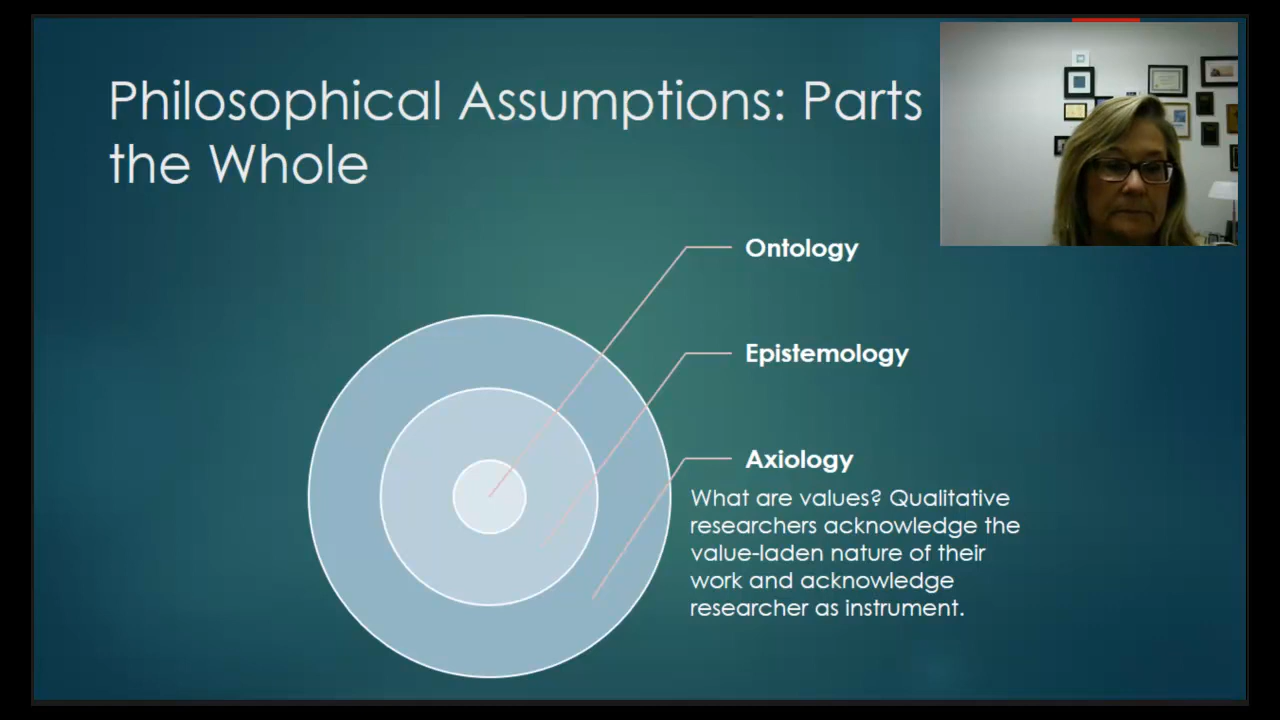 Philosophical Assumptions: Parts
the Whole
Ontology
Epistemology
Axiology
What are values? Qualitative
researchers acknowledge the
value-laden nature of their
work and acknowledge
researcher as instrument.